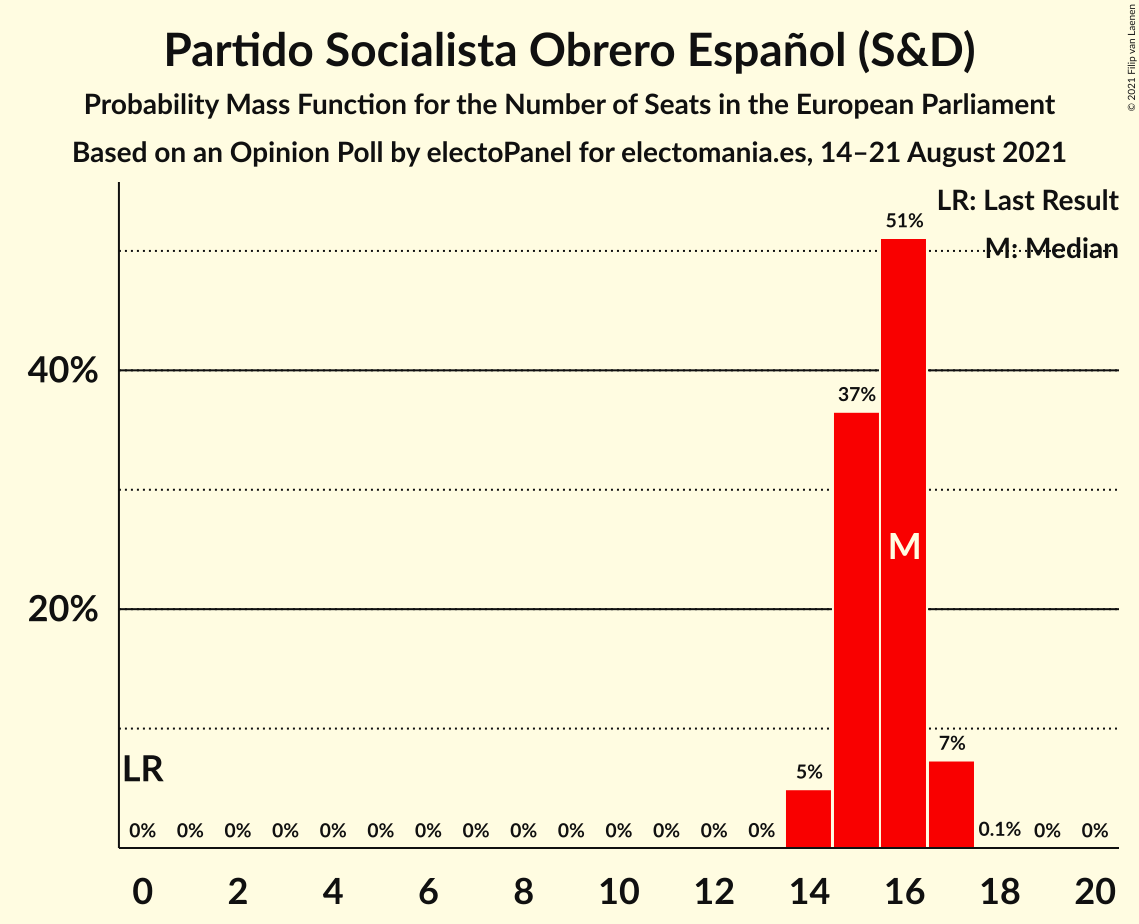 Partido Socialista Obrero Español (S&D)
Probability Mass Function for the Number of Seats in the European Parliament
Based on an Opinion Poll by electoPanel for electomania.es, 14–21 August 2021
© 2021 Filip van Laenen
LR: Last Result
M: Median
51%
40%
37%
M
20%
7%
LR
5%
0% 0% 0% 0% 0% 0% 0% 0% 0% 0% 0% 0% 0% 0% 0.1% 0% 0%
0 2 4 6 8 10 12 14 16 18 20